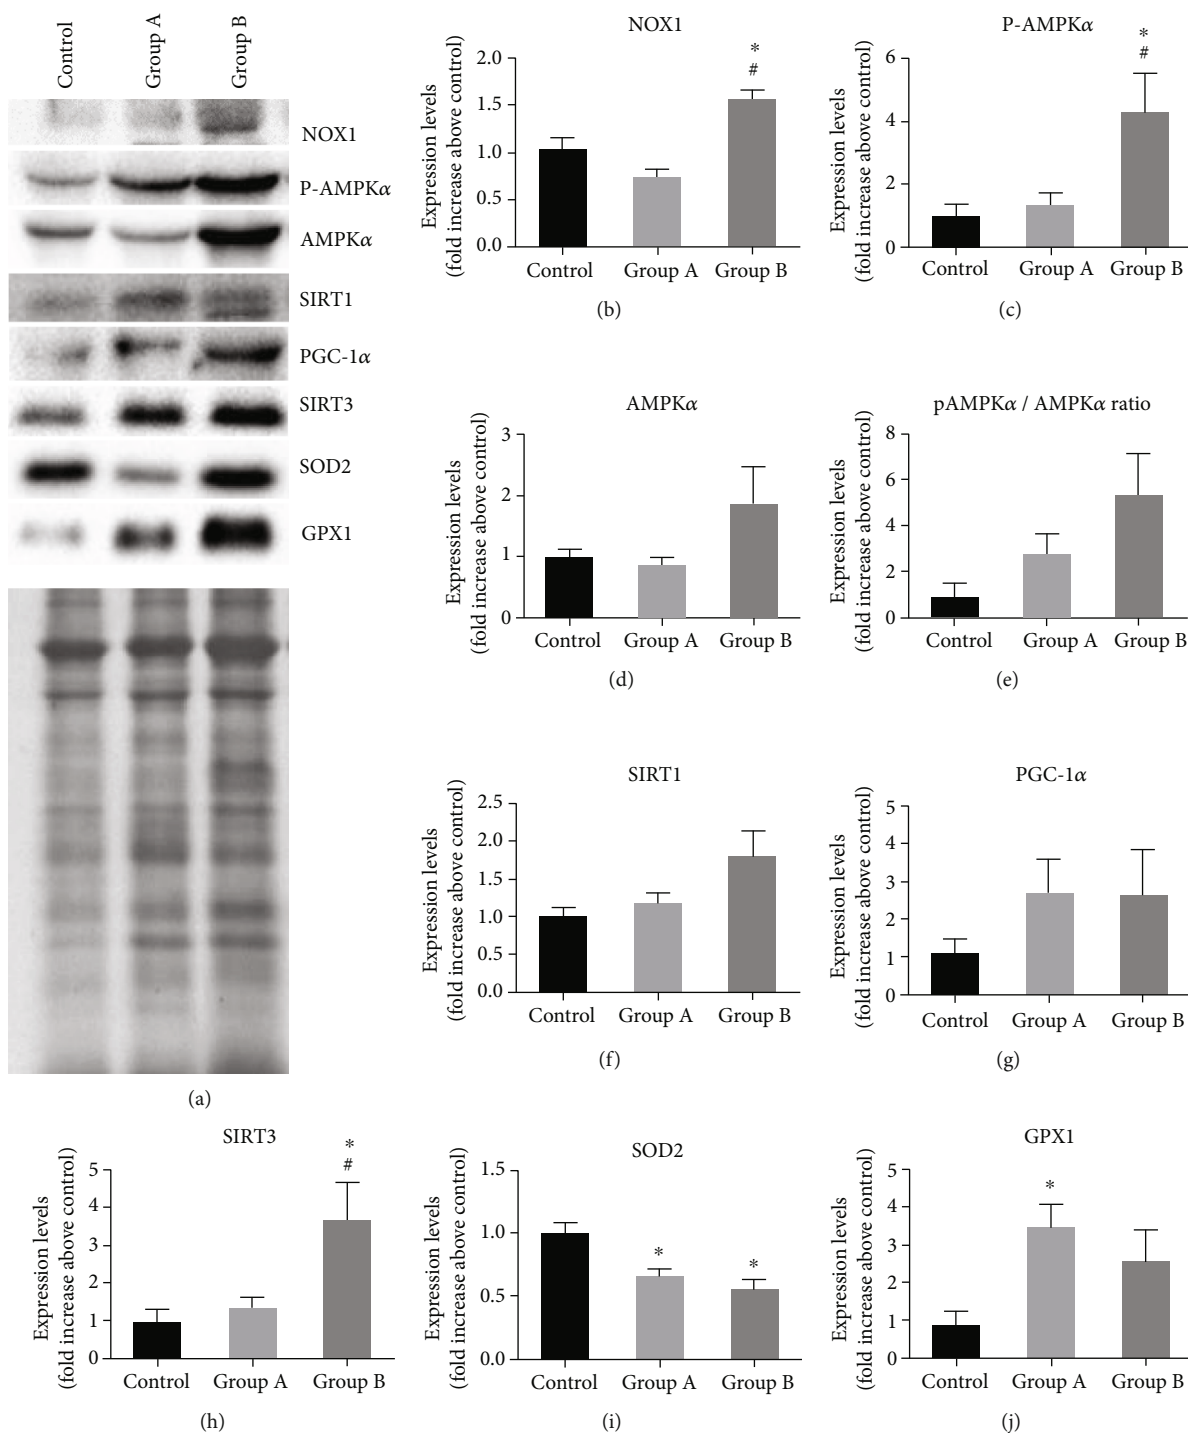 Control
Group A
Group B
NOX1
P-AMPKα
AMPKα
SIRT1
PGC-1α
SIRT3
SOD2
GPX1
(a)
NOX1
Expression levels
(fold increase above control)
2.0
1.5
1.0
0.5
0.0
*
#
Control Group A Group B
(b)
P-AMPKα
Expression levels
(fold increase above control)
6
4
2
0
*
#
Control Group A Group B
(c)
AMPKα
Expression levels
(fold increase above control)
3
2
1
0
Control Group A Group B
(d)
pAMPKα / AMPKα ratio
Expression levels
(fold increase above control)
8
6
4
2
0
Control Group A Group B
(e)
SIRT1
Expression levels
(fold increase above control)
2.5
2.0
1.5
1.0
0.5
0.0
Control Group A Group B
(f)
PGC-1α
Expression levels
(fold increase above control)
5
4
3
2
1
0
Control Group A Group B
(g)
SIRT3
Expression levels
(fold increase above control)
5
4
3
2
1
0
*
#
Control Group A Group B
(h)
SOD2
Expression levels
(fold increase above control)
1.5
1.0
0.5
0.0
*
*
Control Group A Group B
(i)
GPX1
Expression levels
(fold increase above control)
5
4
3
2
1
0
*
Control Group A Group B
(j)